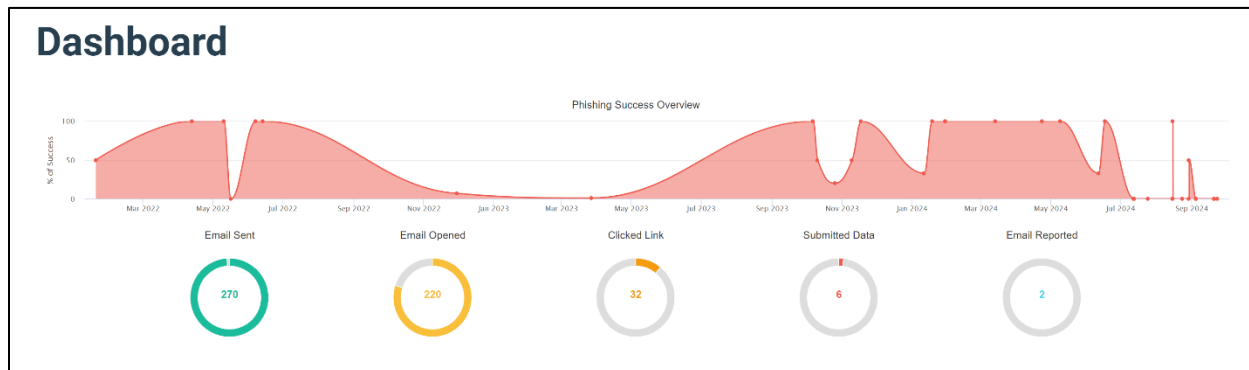 Dashboard
Phishing Success Overview
% of Success
100
50
0
Mar 2022 May 2022 Jul 2022 Sep 2022 Nov 2022 Jan 2023 Mar 2023 May 2023 Jul 2023 Sep 2023 Nov 2023 Jan 2024 Mar 2024 May 2024 Jul 2024 Sep 2024
Email Sent Email Opened Clicked Link Submitted Data Email Reported
270 220 32 6 2